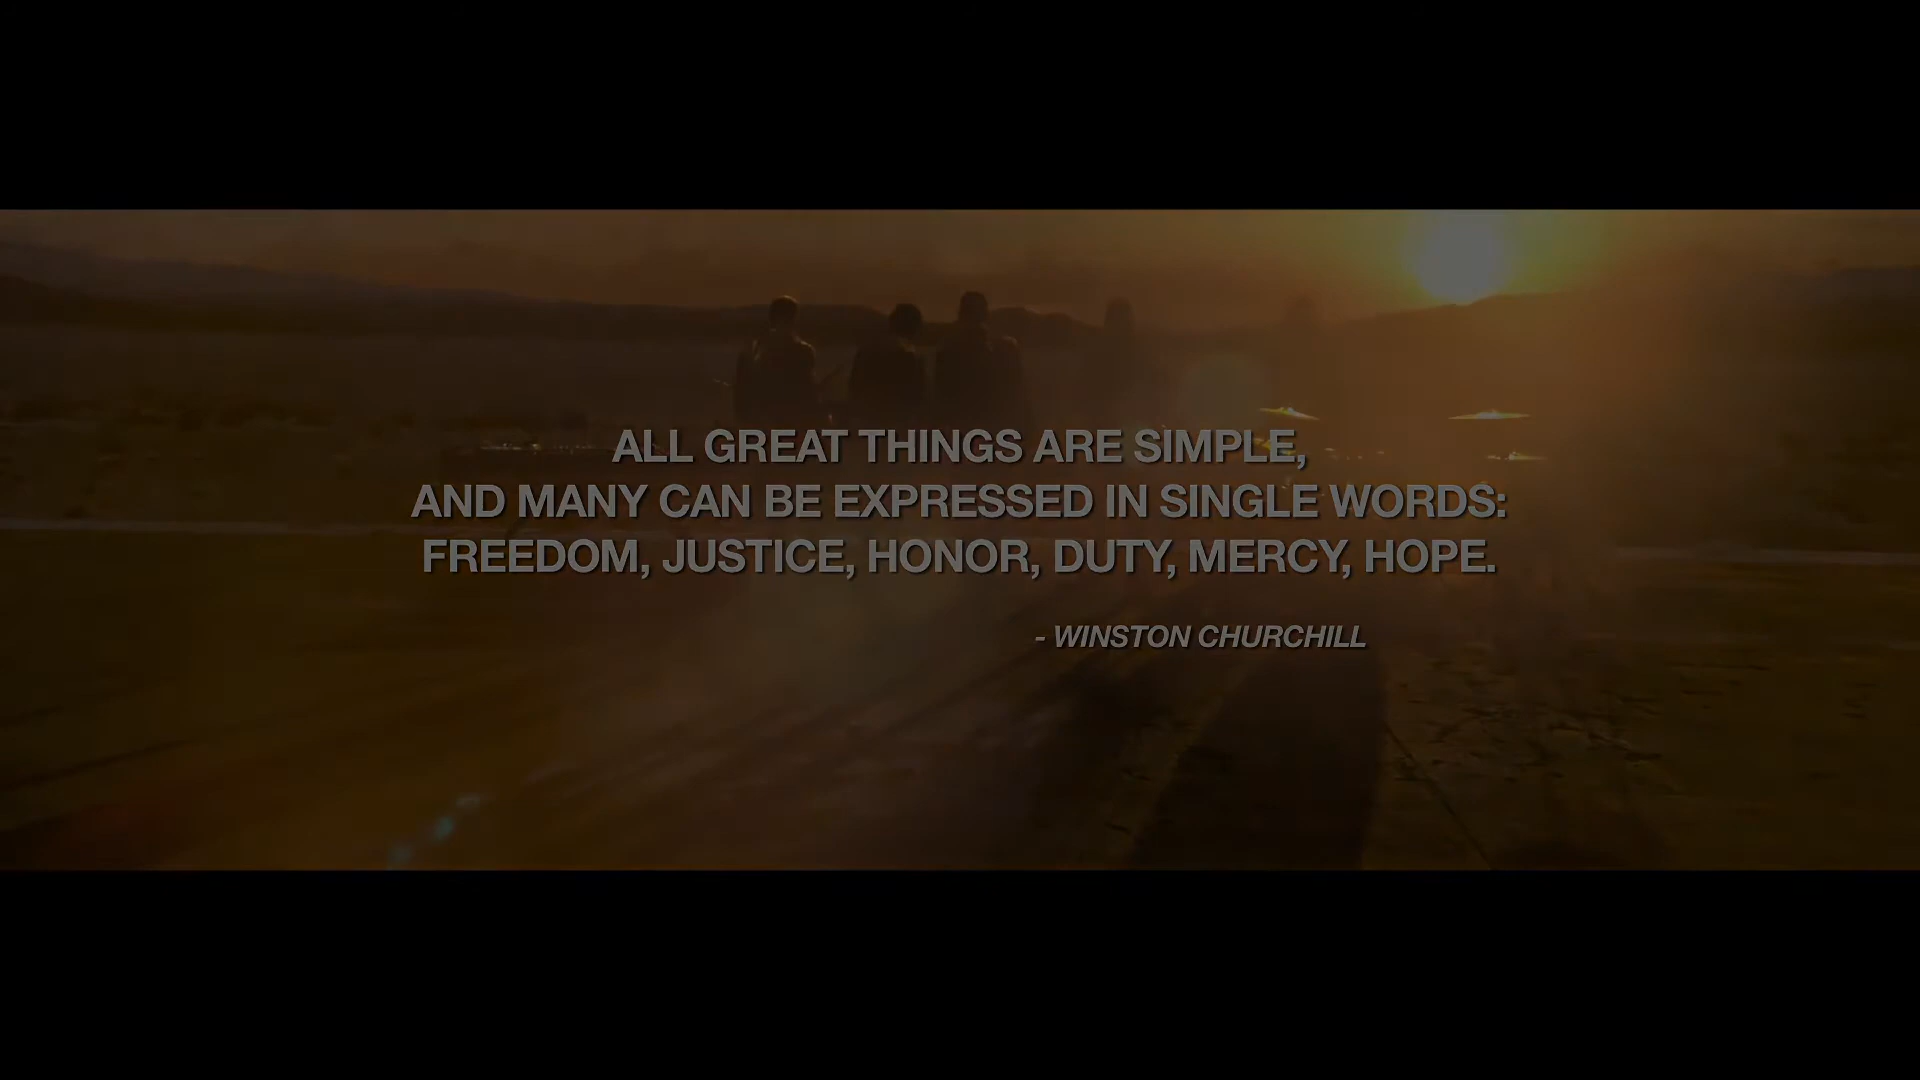 ALL GREAT THINGS ARE SIMPLE,
AND MANY CAN BE EXPRESSED IN SINGLE WORDS:
FREEDOM, JUSTICE, HONOR, DUTY, MERCY, HOPE.
- WINSTON CHURCHILL